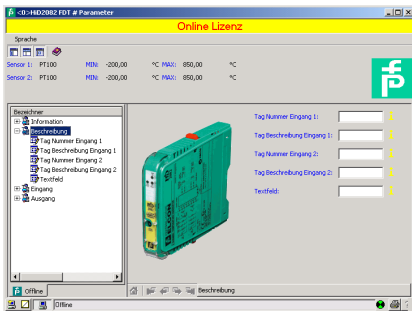 <0>:HiD2082 FDT # Parameter
Online Lizenz
Sprache
Sensor 1: PT100 MIN: -200,00 °C MAX: 850,00 °C
Sensor 2: PT100 MIN: -200,00 °C MAX: 850,00 °C
Bezeichner
Information
Beschreibung
Tag Nummer Eingang 1
Tag Beschreibung Eingang 1
Tag Nummer Eingang 2
Tag Beschreibung Eingang 2
Textfeld
Eingang
Ausgang
ELCON
Tag Nummer Eingang 1:
Tag Beschreibung Eingang 1:
Tag Nummer Eingang 2:
Tag Beschreibung Eingang 2:
Textfeld:
Offline
Beschreibung
Offline